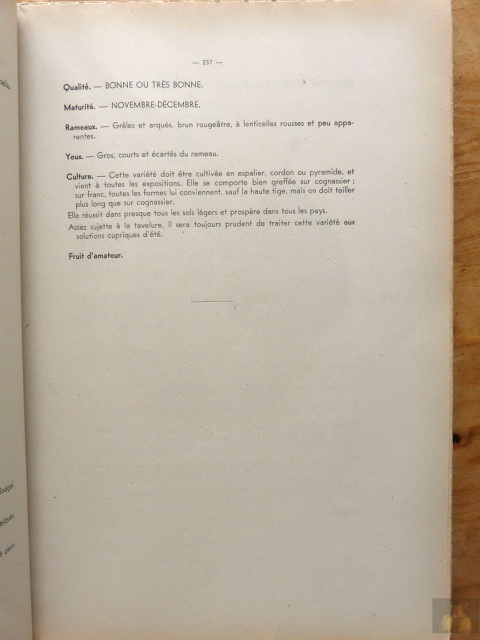 — 237 —
Qualité. — BONNE OU TRÈS BONNE.
Maturité. — NOVEMBRE-DÉCEMBRE.
Rameaux. — Grêles et arqués, brun rougeâtre, à lenticelles rousses et peu appa-
rentes.
Yeux. — Gros, courts et écartés du rameau.
Culture. — Cette variété doit être cultivée en espalier, cordon ou pyramide, et
vient à toutes les expositions. Elle se comporte bien greffée sur cognassier ;
sur franc, toutes les formes lui conviennent, sauf la haute tige, mais on doit tailler
plus long que sur cognassier.
Elle réussit dans presque tous les sols légers et prospère dans tous les pays.
Assez sujette à la tavelure, il sera toujours prudent de traiter cette variété aux
solutions cupriques d'été.
Fruit d'amateur.